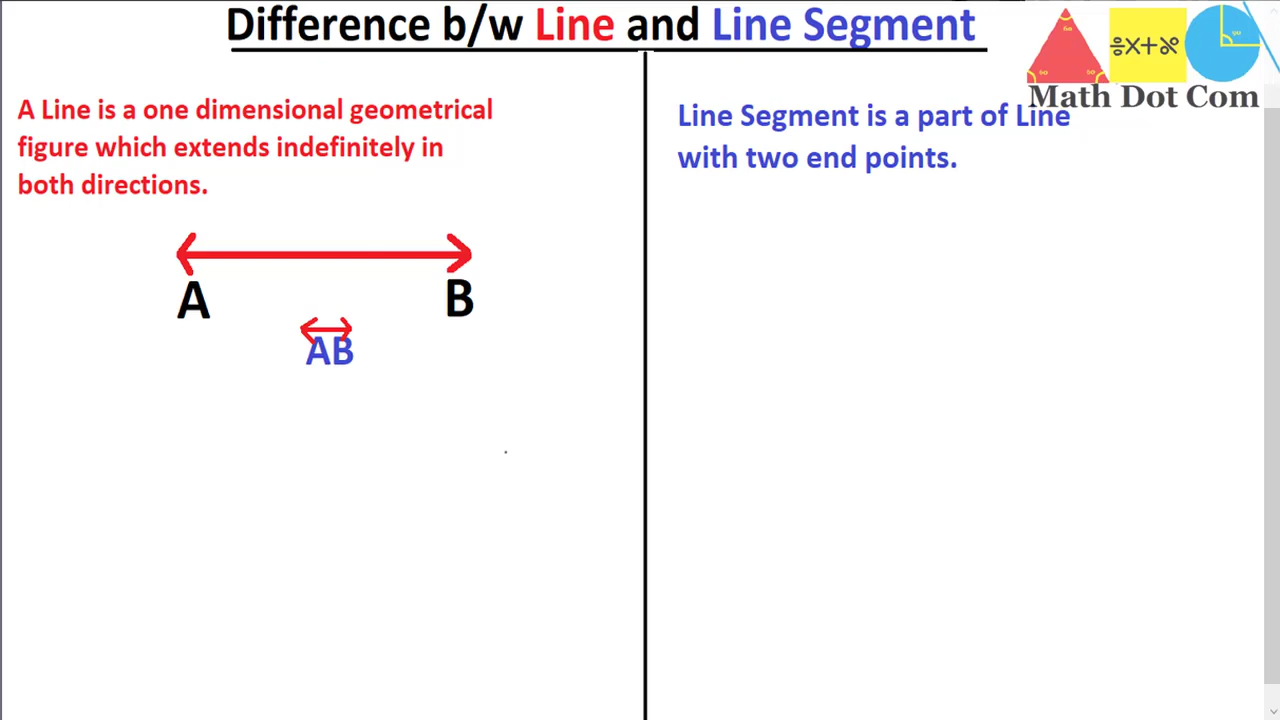 Difference b/w Line and Line Segment
÷×+%
Math Dot Com
A Line is a one dimensional geometrical
figure which extends indefinitely in
both directions.
A B
AB
Line Segment is a part of Line
with two end points.